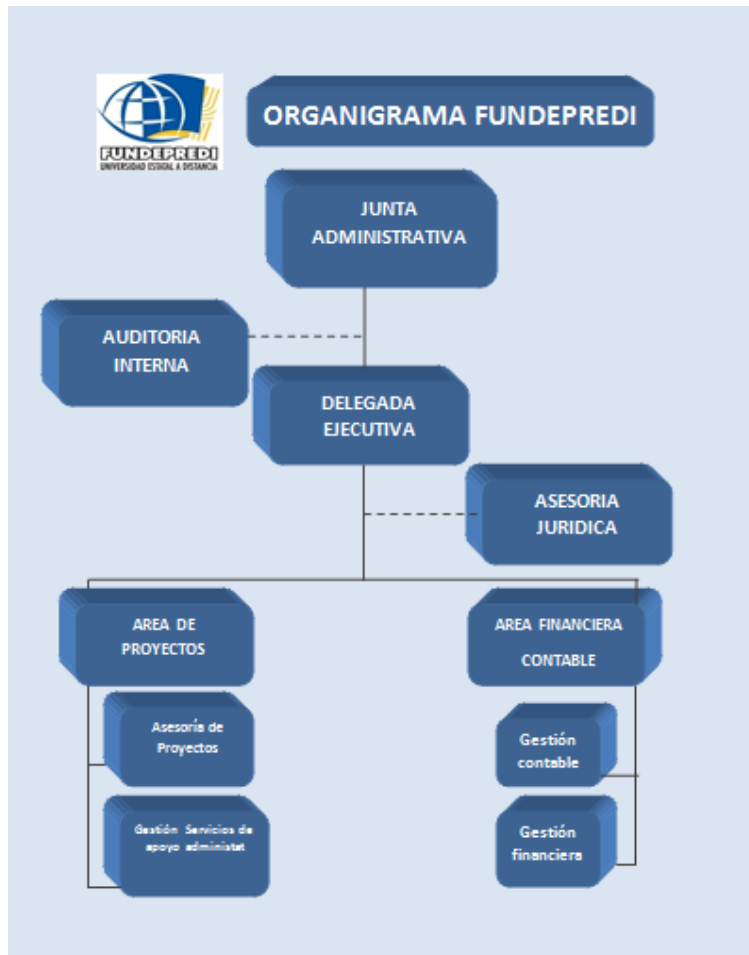 FUNDEPREDI
UNIVERSIDAD ESTATAL A DISTANCIA
ORGANIGRAMA FUNDEPREDI
JUNTA
ADMINISTRATIVA
AUDITORIA
INTERNA
DELEGADA
EJECUTIVA
ASESORIA
JURIDICA
AREA DE
PROYECTOS
AREA FINANCIERA
CONTABLE
Asesoría de
Proyectos
Gestión
contable
Gestión Servicios de
apoyo administat
Gestión
financiera